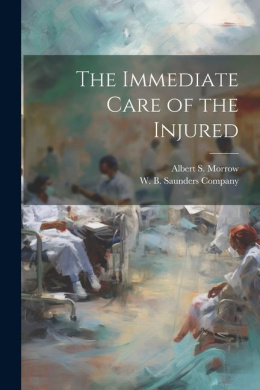 The Immediate
Care of the
Injured
Albert S. Morrow
W. B. Saunders Company